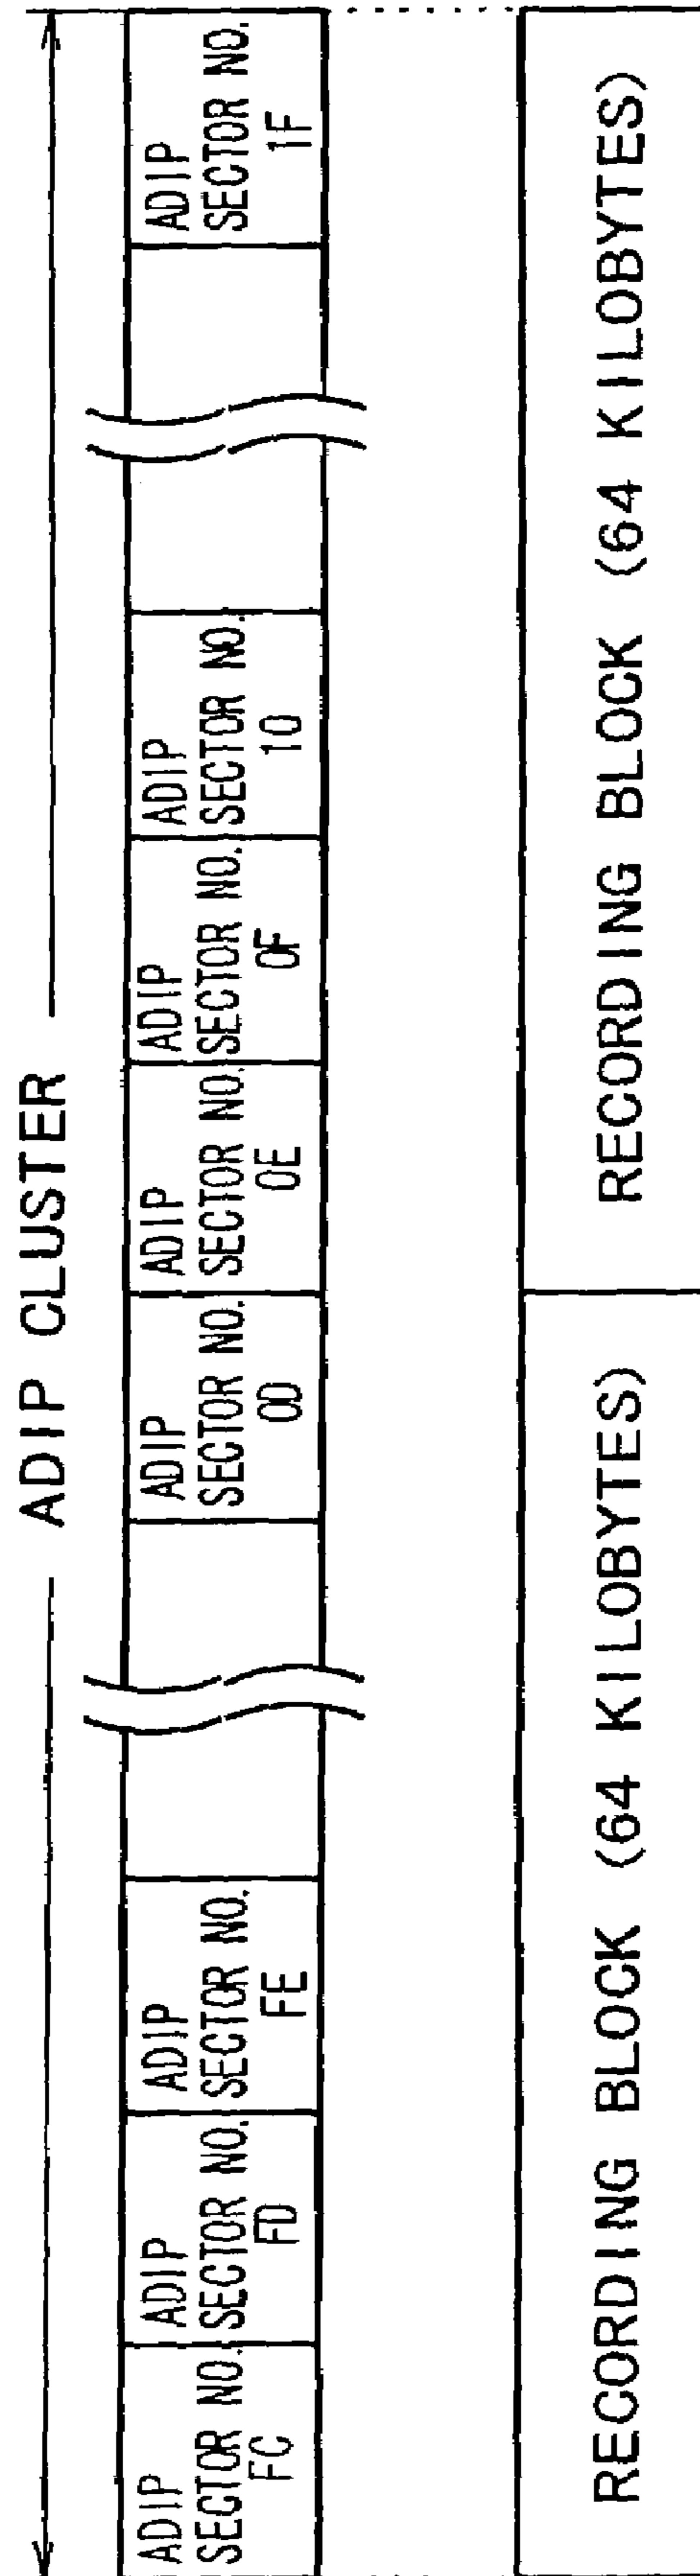 ADIP CLUSTER
ADIP
SECTOR NO.
FC
ADIP
SECTOR NO.
FD
ADIP
SECTOR NO.
FE
ADIP
SECTOR NO.
0D
ADIP
SECTOR NO.
0E
ADIP
SECTOR NO.
0F
ADIP
SECTOR NO.
10
ADIP
SECTOR NO.
1F
RECORDING BLOCK (64 KILOBYTES)
RECORDING BLOCK (64 KILOBYTES)